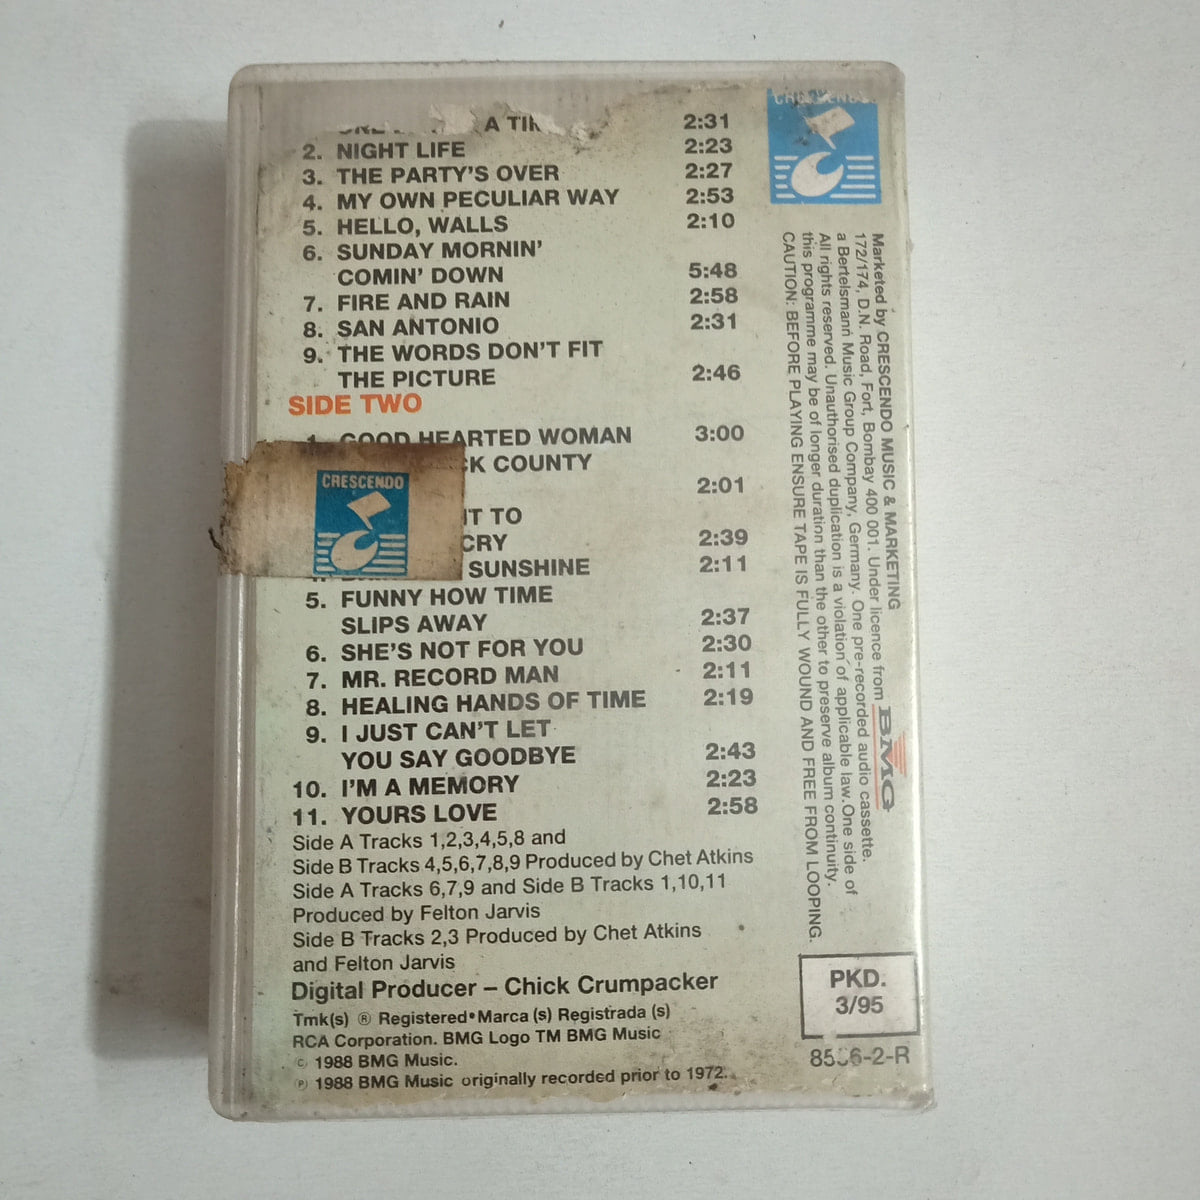 A TI 2:31
2. NIGHT LIFE 2:23
3. THE PARTY'S OVER 2:27
4. MY OWN PECULIAR WAY 2:53
5. HELLO, WALLS 2:10
6. SUNDAY MORNIN'
COMIN' DOWN 5:48
7. FIRE AND RAIN 2:58
8. SAN ANTONIO 2:31
9. THE WORDS DON'T FIT
THE PICTURE 2:46
SIDE TWO
1. GOOD HEARTED WOMAN 3:00
CK COUNTY
2:01
IT TO
CRY 2:39
SUNSHINE 2:11
5. FUNNY HOW TIME
SLIPS AWAY 2:37
6. SHE'S NOT FOR YOU 2:30
7. MR. RECORD MAN 2:11
8. HEALING HANDS OF TIME 2:19
9. I JUST CAN'T LET
YOU SAY GOODBYE 2:43
10. I'M A MEMORY 2:23
11. YOURS LOVE 2:58
Side A Tracks 1,2,3,4,5,8 and
Side B Tracks 4,5,6,7,8,9 Produced by Chet Atkins
Side A Tracks 6,7,9 and Side B Tracks 1,10,11
Produced by Felton Jarvis
Side B Tracks 2,3 Produced by Chet Atkins
and Felton Jarvis
Digital Producer – Chick Crumpacker
Tmk(s) ® Registered•Marca (s) Registrada (s)
RCA Corporation. BMG Logo TM BMG Music
© 1988 BMG Music.
℗ 1988 BMG Music originally recorded prior to 1972.
CRESCENDO
CRESCENDO
Marketed by CRESCENDO MUSIC & MARKETING
172/174, D.N. Road, Fort, Bombay 400 001. Under licence from BMG
a Bertelsmann Music Group Company, Germany. One pre-recorded audio cassette.
All rights reserved. Unauthorised duplication is a violation of applicable law. One side of
this programme may be of longer duration than the other to preserve album continuity.
CAUTION: BEFORE PLAYING ENSURE TAPE IS FULLY WOUND AND FREE FROM LOOPING.
PKD.
3/95